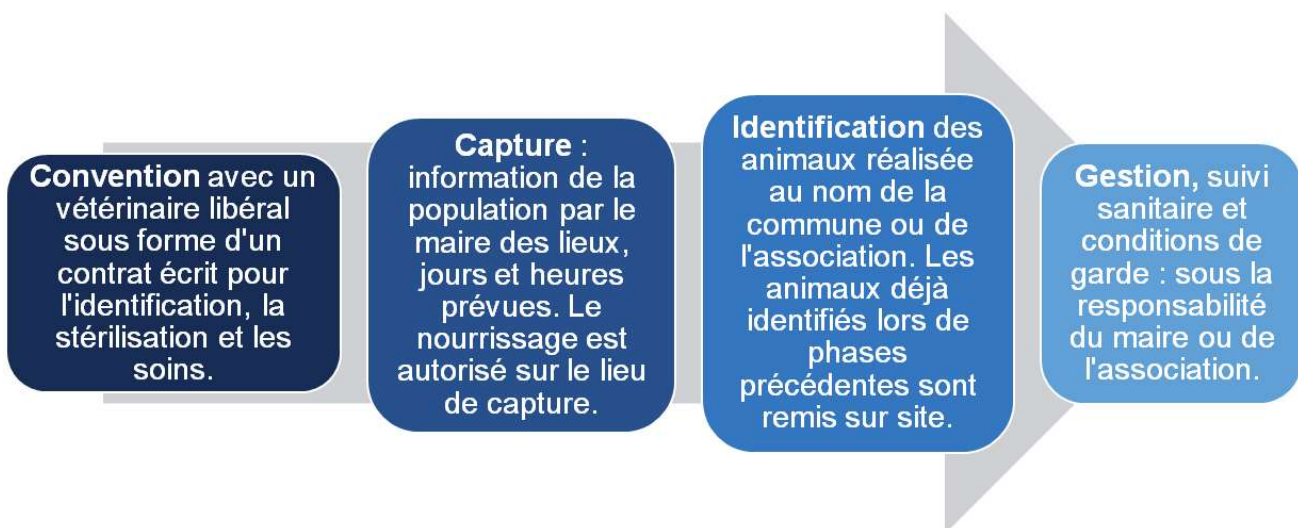 Convention avec un
vétérinaire libéral
sous forme d'un
contrat écrit pour
l'identification, la
stérilisation et les
soins.
Capture :
information de la
population par le
maire des lieux,
jours et heures
prévues. Le
nourrissage est
autorisé sur le lieu
de capture.
Identification des
animaux réalisée
au nom de la
commune ou de
l'association. Les
animaux déjà
identifiés lors de
phases
précédentes sont
remis sur site.
Gestion, suivi
sanitaire et
conditions de
garde : sous la
responsabilité
du maire ou de
l'association.